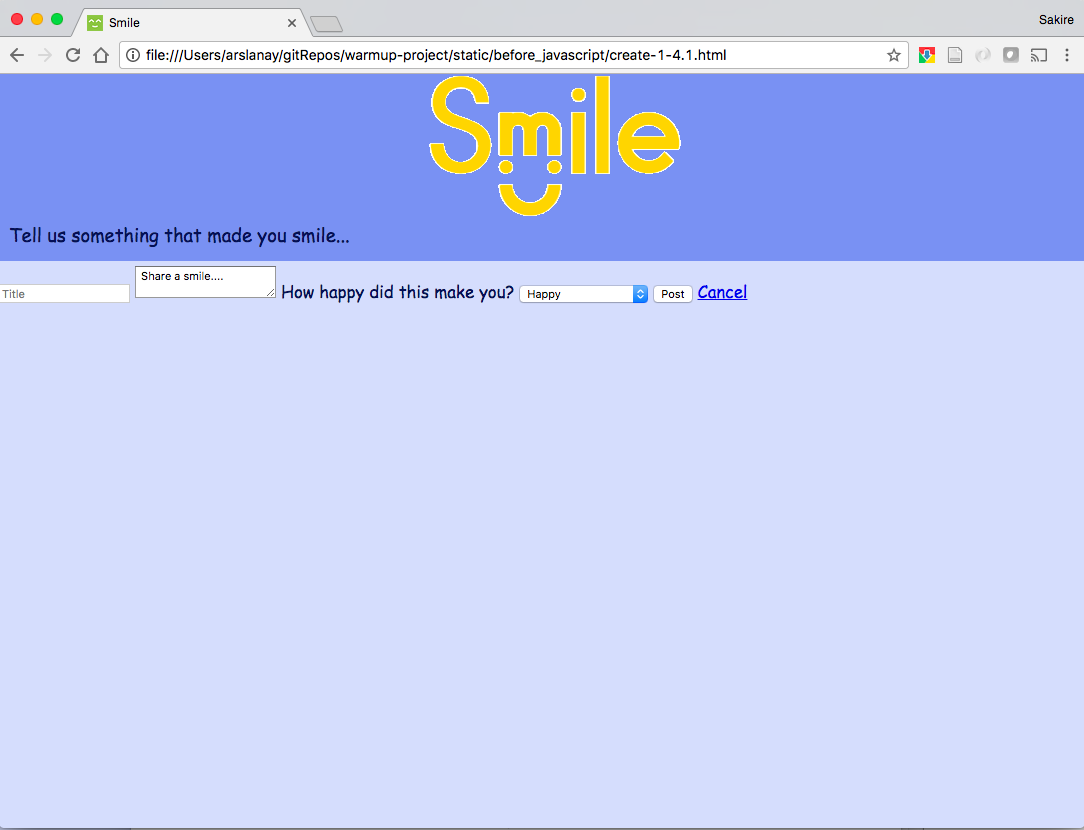 Smile
Sakire
file:///Users/arslanay/gitRepos/warmup-project/static/before_javascript/create-1-4.1.html
Smile
Tell us something that made you smile...
Title Share a smile.... How happy did this make you? Happy Post Cancel